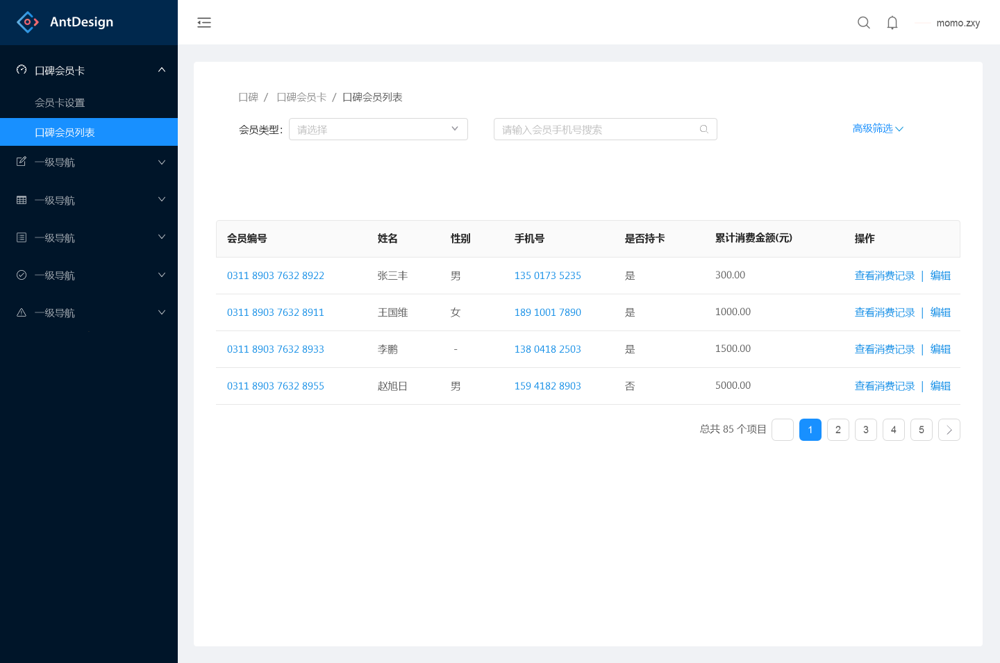 AntDesign
momo.zxy
口碑会员卡
会员卡设置
口碑会员列表
一级导航
一级导航
一级导航
一级导航
一级导航
口碑 / 口碑会员卡 / 口碑会员列表
会员类型: 请选择 请输入会员手机号搜索 高级筛选
会员编号 姓名 性别 手机号 是否持卡 累计消费金额(元) 操作
0311 8903 7632 8922 张三丰 男 135 0173 5235 是 300.00 查看消费记录 | 编辑
0311 8903 7632 8911 王国维 女 189 1001 7890 是 1000.00 查看消费记录 | 编辑
0311 8903 7632 8933 李鹏 - 138 0418 2503 是 1500.00 查看消费记录 | 编辑
0311 8903 7632 8955 赵旭日 男 159 4182 8903 否 5000.00 查看消费记录 | 编辑
总共 85 个项目 1 2 3 4 5